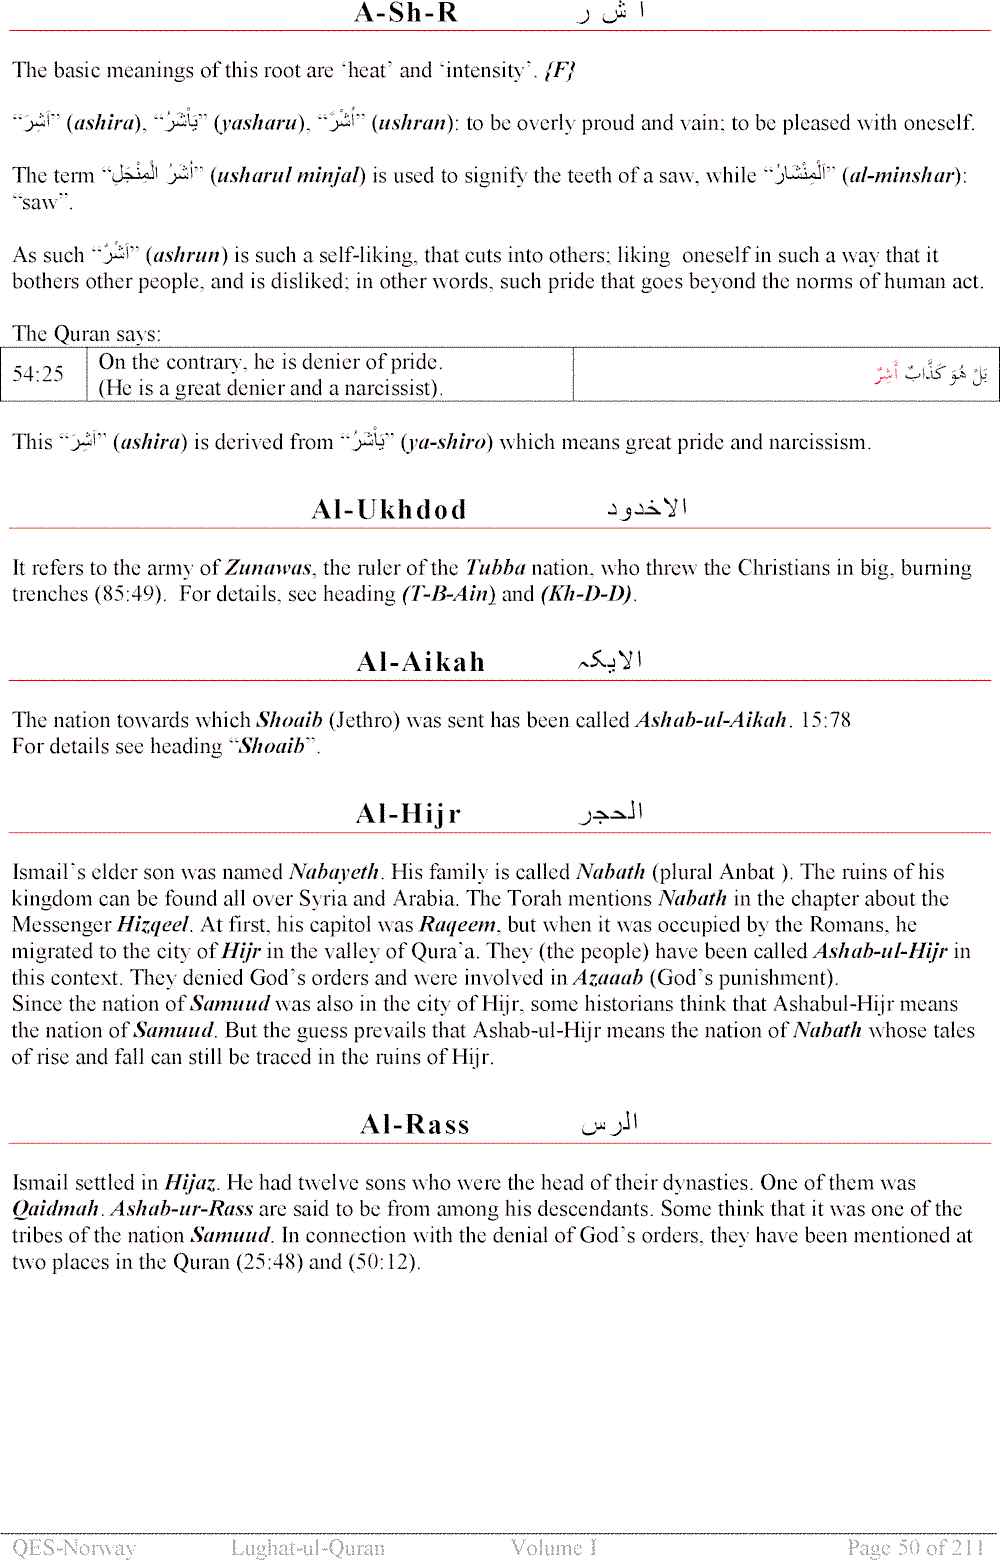 A-Sh-R ا ش ر
The basic meanings of this root are ‘heat’ and ‘intensity’. {F}
“اَشِرَ” (ashira), “يَأْشَرُ” (yasharu), “اُشْرً” (ushran): to be overly proud and vain; to be pleased with oneself.
The term “اُشَرُ الْمِنْجَلِ” (usharul minjal) is used to signify the teeth of a saw, while “اَلْمِنْشَارُ” (al-minshar):
“saw”.
As such “اَشْرٌ” (ashrun) is such a self-liking, that cuts into others; liking oneself in such a way that it
bothers other people, and is disliked; in other words, such pride that goes beyond the norms of human act.
The Quran says:
54:25 On the contrary, he is denier of pride. بَلْ هُوَ كَذَّابٌ أَشِرٌ
(He is a great denier and a narcissist).
This “اَشِرَ” (ashira) is derived from “يَأْشَرُ” (ya-shiro) which means great pride and narcissism.
Al-Ukhdod الاخدود
It refers to the army of Zunawas, the ruler of the Tubba nation, who threw the Christians in big, burning
trenches (85:49). For details, see heading (T-B-Ain) and (Kh-D-D).
Al-Aikah الایکہ
The nation towards which Shoaib (Jethro) was sent has been called Ashab-ul-Aikah. 15:78
For details see heading “Shoaib”.
Al-Hijr الحجر
Ismail’s elder son was named Nabayeth. His family is called Nabath (plural Anbat ). The ruins of his
kingdom can be found all over Syria and Arabia. The Torah mentions Nabath in the chapter about the
Messenger Hizqeel. At first, his capitol was Raqeem, but when it was occupied by the Romans, he
migrated to the city of Hijr in the valley of Qura’a. They (the people) have been called Ashab-ul-Hijr in
this context. They denied God’s orders and were involved in Azaaab (God’s punishment).
Since the nation of Samuud was also in the city of Hijr, some historians think that Ashabul-Hijr means
the nation of Samuud. But the guess prevails that Ashab-ul-Hijr means the nation of Nabath whose tales
of rise and fall can still be traced in the ruins of Hijr.
Al-Rass الرس
Ismail settled in Hijaz. He had twelve sons who were the head of their dynasties. One of them was
Qaidmah. Ashab-ur-Rass are said to be from among his descendants. Some think that it was one of the
tribes of the nation Samuud. In connection with the denial of God’s orders, they have been mentioned at
two places in the Quran (25:48) and (50:12).
QES-Norway Lughat-ul-Quran Volume I Page 50 of 211